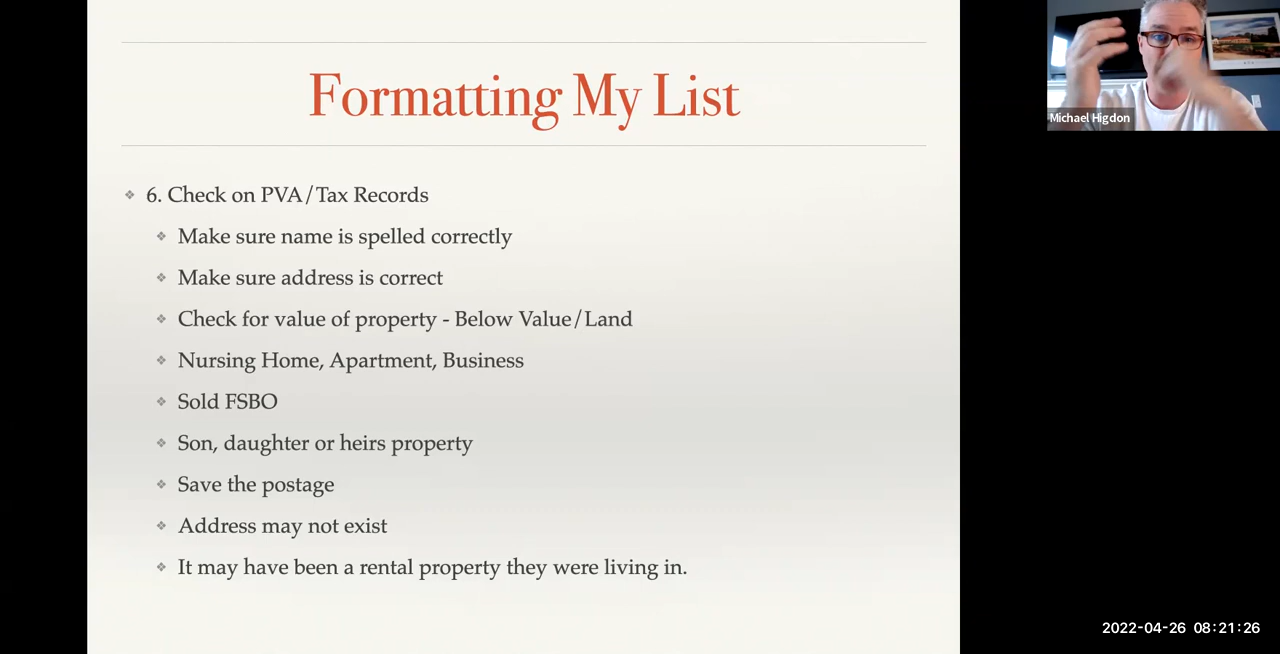 Formatting My List
6. Check on PVA/Tax Records
Make sure name is spelled correctly
Make sure address is correct
Check for value of property - Below Value/Land
Nursing Home, Apartment, Business
Sold FSBO
Son, daughter or heirs property
Save the postage
Address may not exist
It may have been a rental property they were living in.
Michael Higdon
2022-04-26 08:21:26